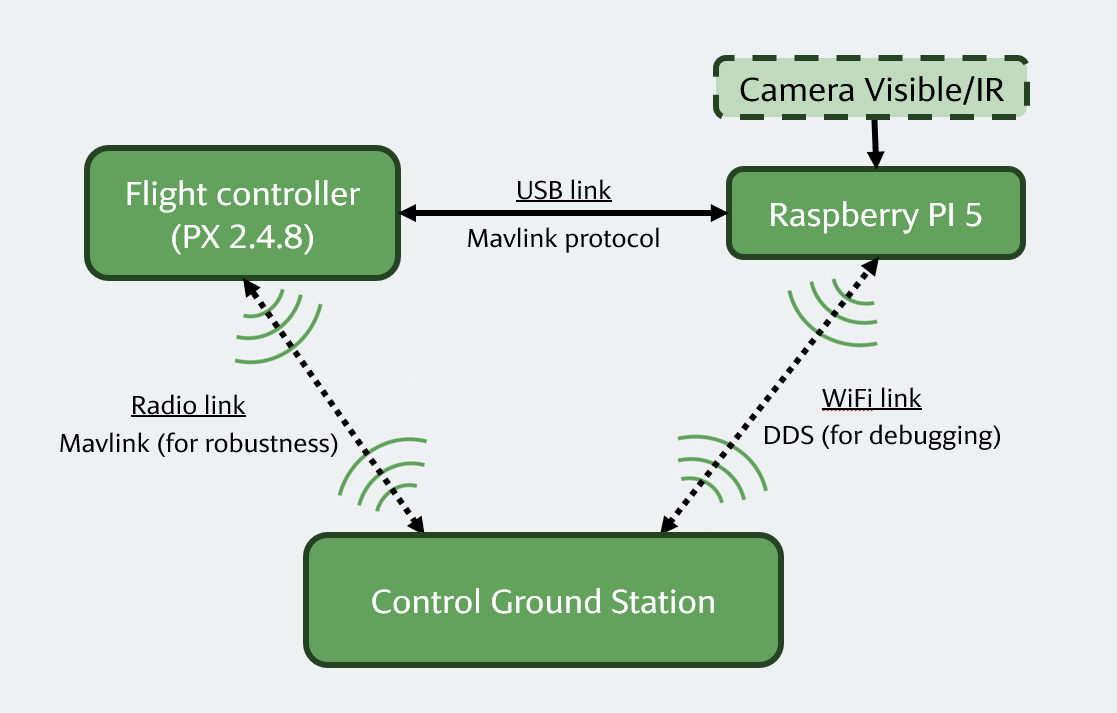 Camera Visible/IR
Flight controller
(PX 2.4.8)
USB link
Mavlink protocol
Raspberry PI 5
Radio link
Mavlink (for robustness)
WiFi link
DDS (for debugging)
Control Ground Station